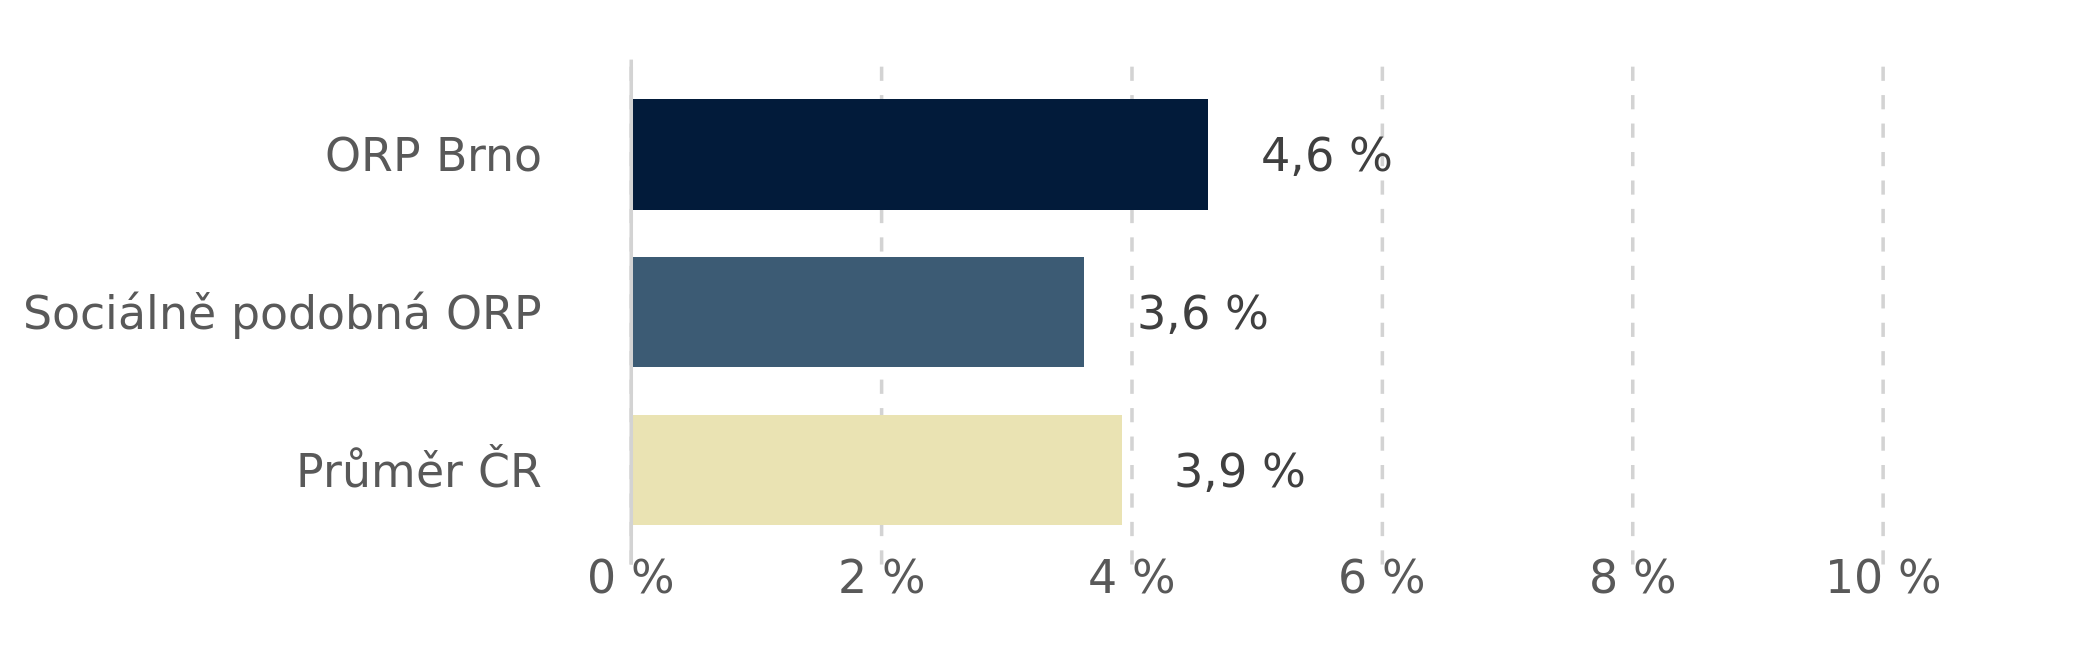 ORP Brno 4,6 %
Sociálně podobná ORP 3,6 %
Průměr ČR 3,9 %
0 % 2 % 4 % 6 % 8 % 10 %